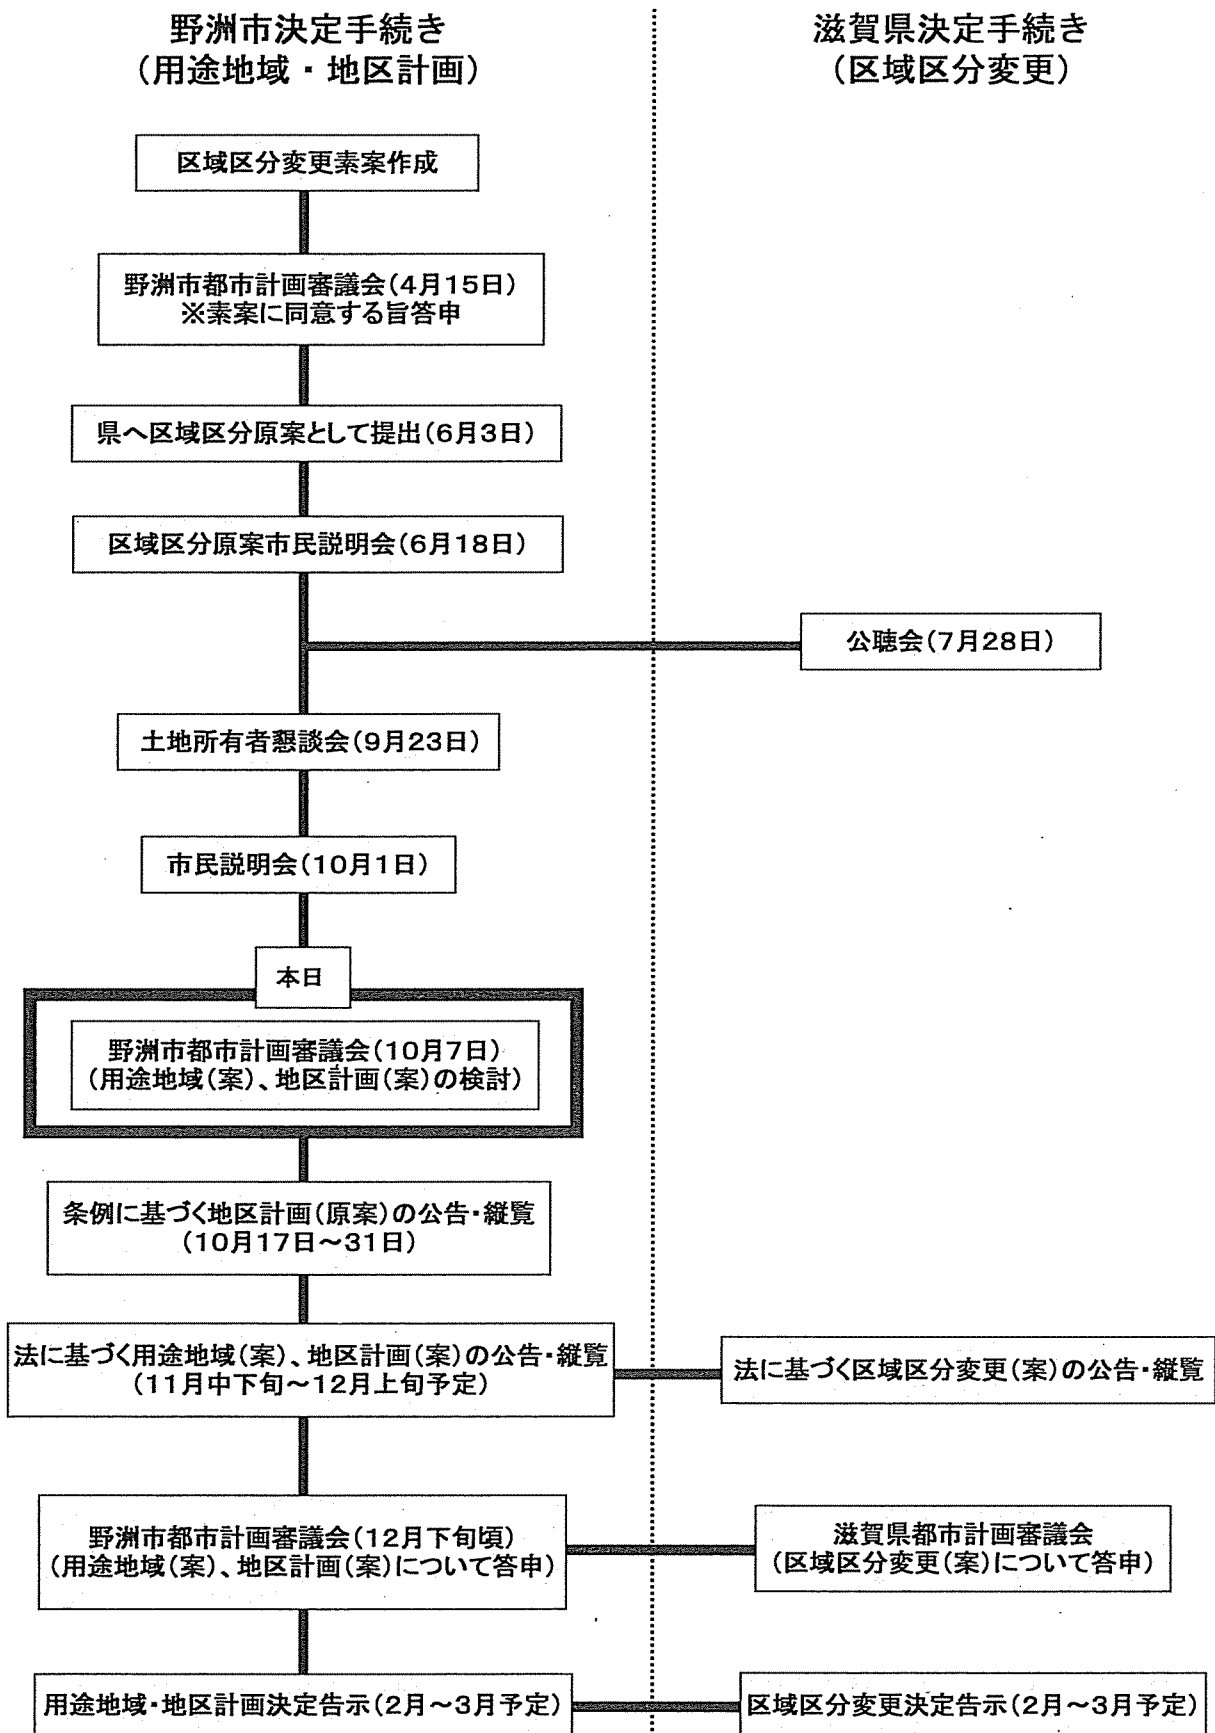 野洲市決定手続き
（用途地域・地区計画）
滋賀県決定手続き
（区域区分変更）
区域区分変更素案作成
野洲市都市計画審議会（4月15日）
※素案に同意する旨答申
県へ区域区分原案として提出（6月3日）
区域区分原案市民説明会（6月18日）
公聴会（7月28日）
土地所有者懇談会（9月23日）
市民説明会（10月1日）
本日
野洲市都市計画審議会（10月7日）
（用途地域（案）、地区計画（案）の検討）
条例に基づく地区計画（原案）の公告・縦覧
（10月17日～31日）
法に基づく用途地域（案）、地区計画（案）の公告・縦覧
（11月中下旬～12月上旬予定）
法に基づく区域区分変更（案）の公告・縦覧
野洲市都市計画審議会（12月下旬頃）
（用途地域（案）、地区計画（案）について答申）
滋賀県都市計画審議会
（区域区分変更（案）について答申）
用途地域・地区計画決定告示（2月～3月予定）
区域区分変更決定告示（2月～3月予定）